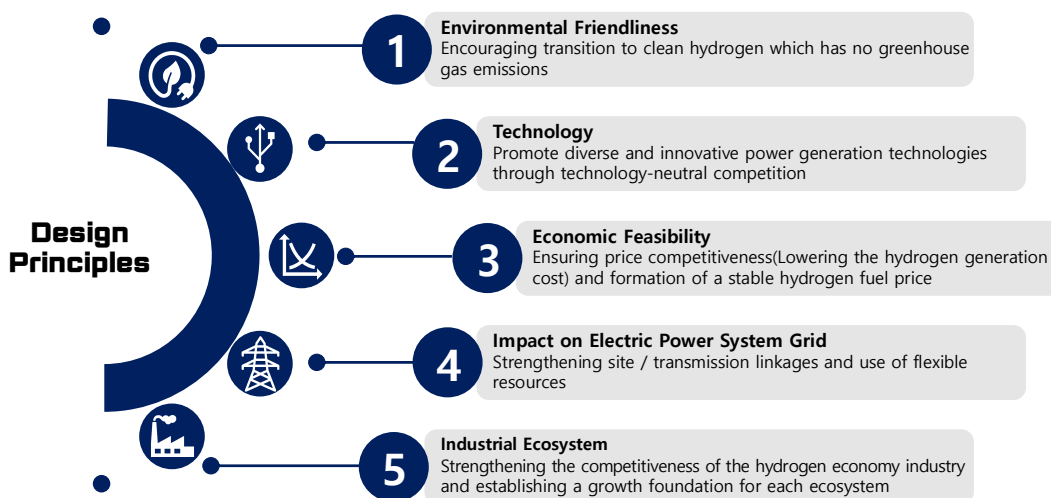 Design
Principles
1
Environmental Friendliness
Encouraging transition to clean hydrogen which has no greenhouse
gas emissions
2
Technology
Promote diverse and innovative power generation technologies
through technology-neutral competition
3
Economic Feasibility
Ensuring price competitiveness(Lowering the hydrogen generation
cost) and formation of a stable hydrogen fuel price
4
Impact on Electric Power System Grid
Strengthening site / transmission linkages and use of flexible
resources
5
Industrial Ecosystem
Strengthening the competitiveness of the hydrogen economy industry
and establishing a growth foundation for each ecosystem